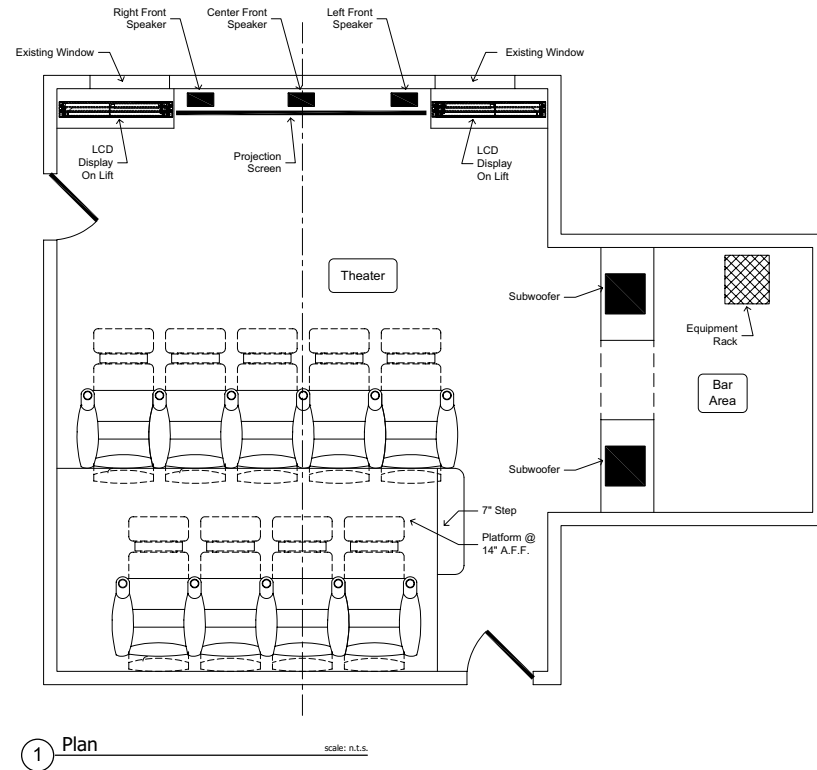 Right Front
Speaker
Center Front
Speaker
Left Front
Speaker
Existing Window
Existing Window
LCD
Display
On Lift
Projection
Screen
LCD
Display
On Lift
Theater
Subwoofer
Equipment
Rack
Bar
Area
Subwoofer
7" Step
Platform @
14" A.F.F.
1
Plan
scale: n.t.s.